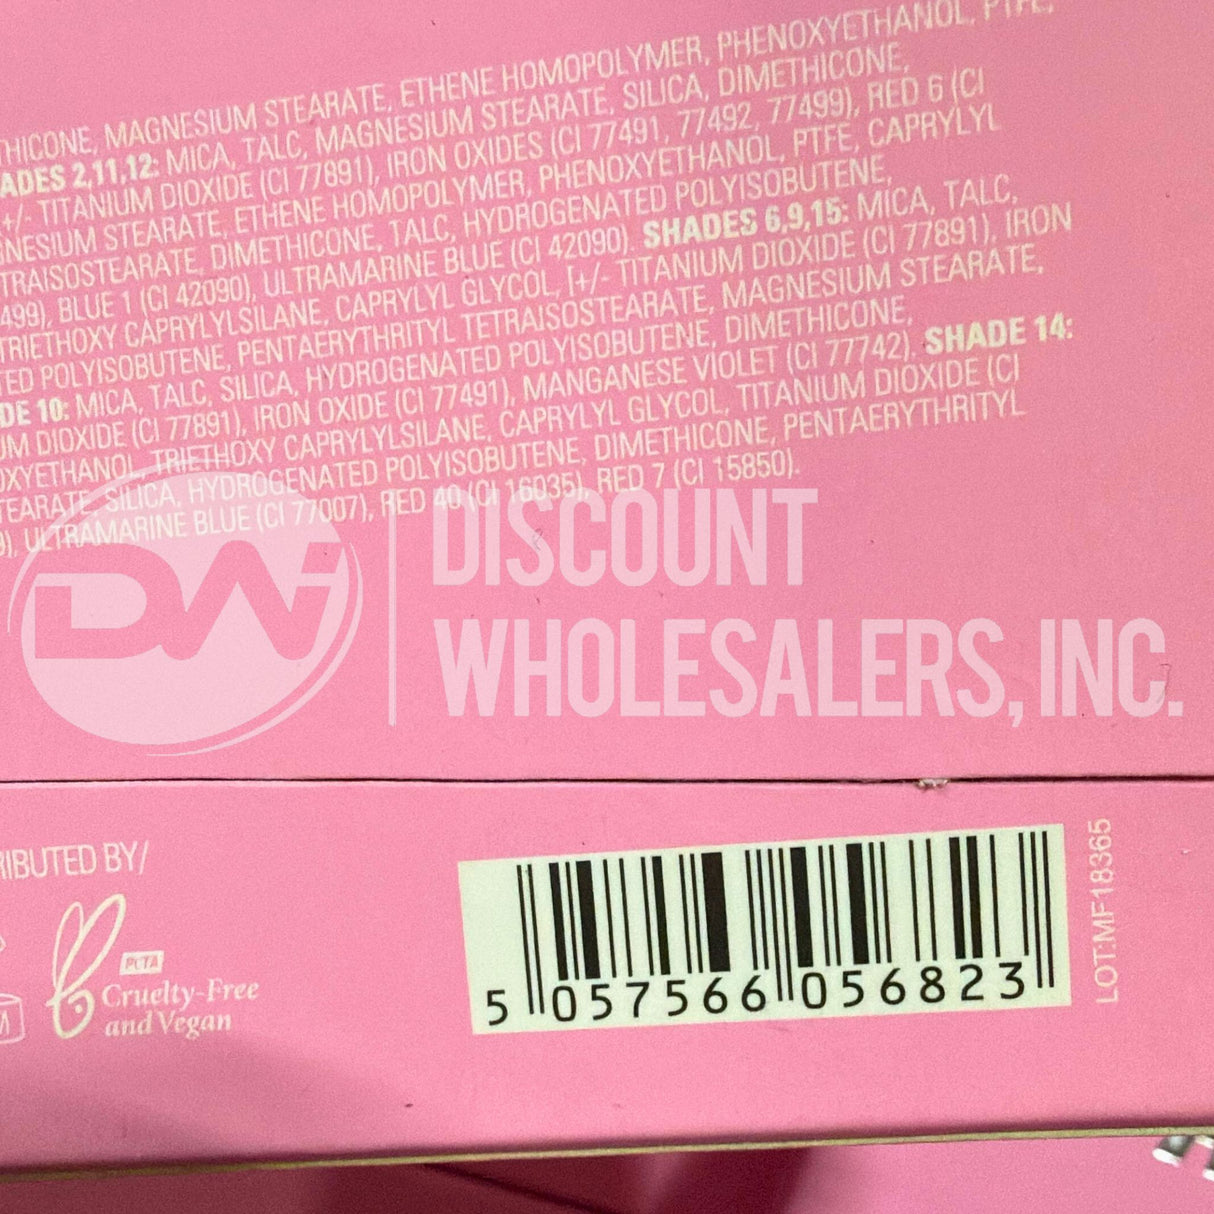 THICONE, MAGNESIUM STEARATE, ETHENE HOMOPOLYMER, PHENOXYETHANOL, PTFE,
ADES 2,11,12: MICA, TALC, MAGNESIUM STEARATE, SILICA, DIMETHICONE,
+/- TITANIUM DIOXIDE (CI 77891), IRON OXIDES (CI 77491, 77492, 77499), RED 6 (CI
GNESIUM STEARATE, ETHENE HOMOPOLYMER, PHENOXYETHANOL, PTFE, CAPRYLYL
TRAISOSTEARATE, DIMETHICONE, TALC, HYDROGENATED POLYISOBUTENE,
499), BLUE 1 (CI 42090), ULTRAMARINE BLUE (CI 42090). SHADES 6,9,15: MICA, TALC,
TRIETHOXY CAPRYLYLSILANE, CAPRYLYL GLYCOL, [+/- TITANIUM DIOXIDE (CI 77891), IRON
TED POLYISOBUTENE, PENTAERYTHRITYL TETRAISOSTEARATE, MAGNESIUM STEARATE,
DE 10: MICA, TALC, SILICA, HYDROGENATED POLYISOBUTENE, DIMETHICONE,
UM DIOXIDE (CI 77891), IRON OXIDE (CI 77491), MANGANESE VIOLET (CI 77742). SHADE 14:
OXYETHANOL, TRIETHOXY CAPRYLYLSILANE, CAPRYLYL GLYCOL, TITANIUM DIOXIDE (CI
TEARATE, SILICA, HYDROGENATED POLYISOBUTENE, DIMETHICONE, PENTAERYTHRITYL
9), ULTRAMARINE BLUE (CI 77007), RED 40 (CI 16035), RED 7 (CI 15850).
DWI
DISCOUNT
WHOLESALERS, INC.
RIBUTED BY/
PETA
Cruelty-Free
and Vegan
5 057566 056823
LOT:MF18365